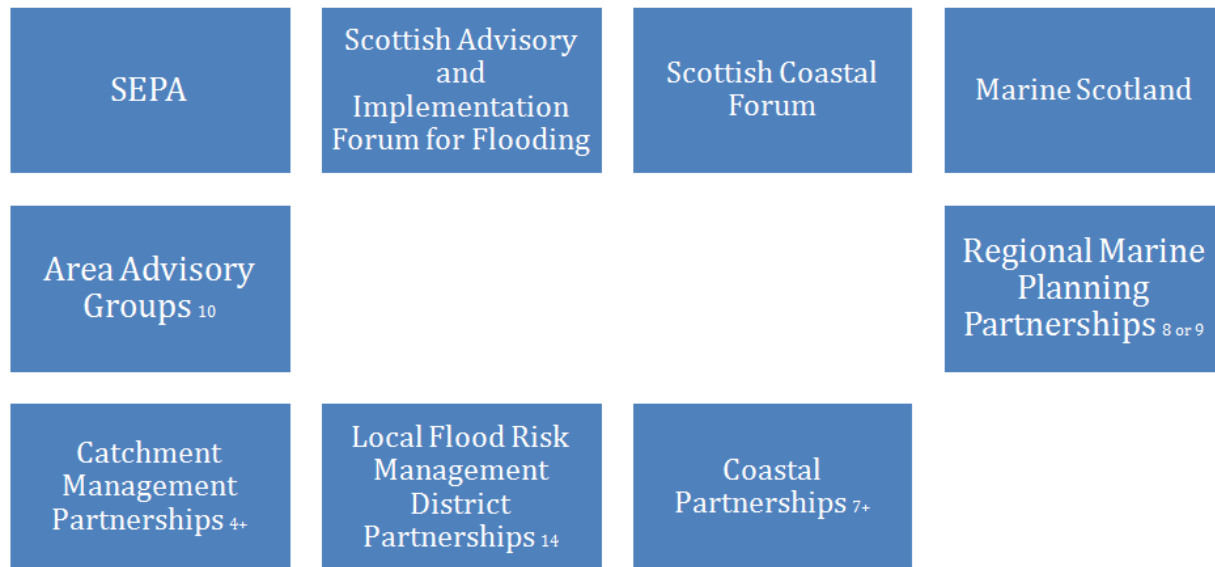 SEPA
Scottish Advisory
and
Implementation
Forum for Flooding
Scottish Coastal
Forum
Marine Scotland
Area Advisory
Groups 10
Regional Marine
Planning
Partnerships 8 or 9
Catchment
Management
Partnerships 4+
Local Flood Risk
Management
District
Partnerships 14
Coastal
Partnerships 7+